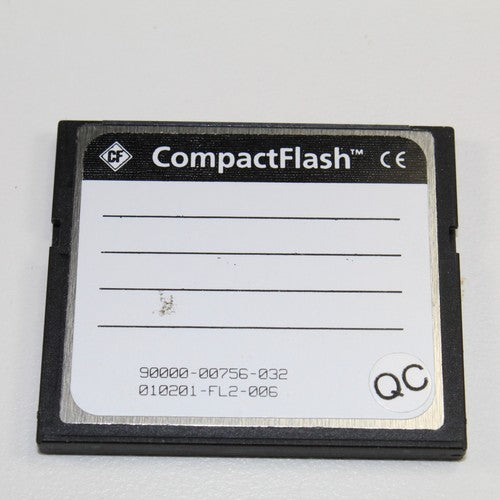 CF CompactFlash™ CE
90000-00756-032
010201-FL2-006
QC